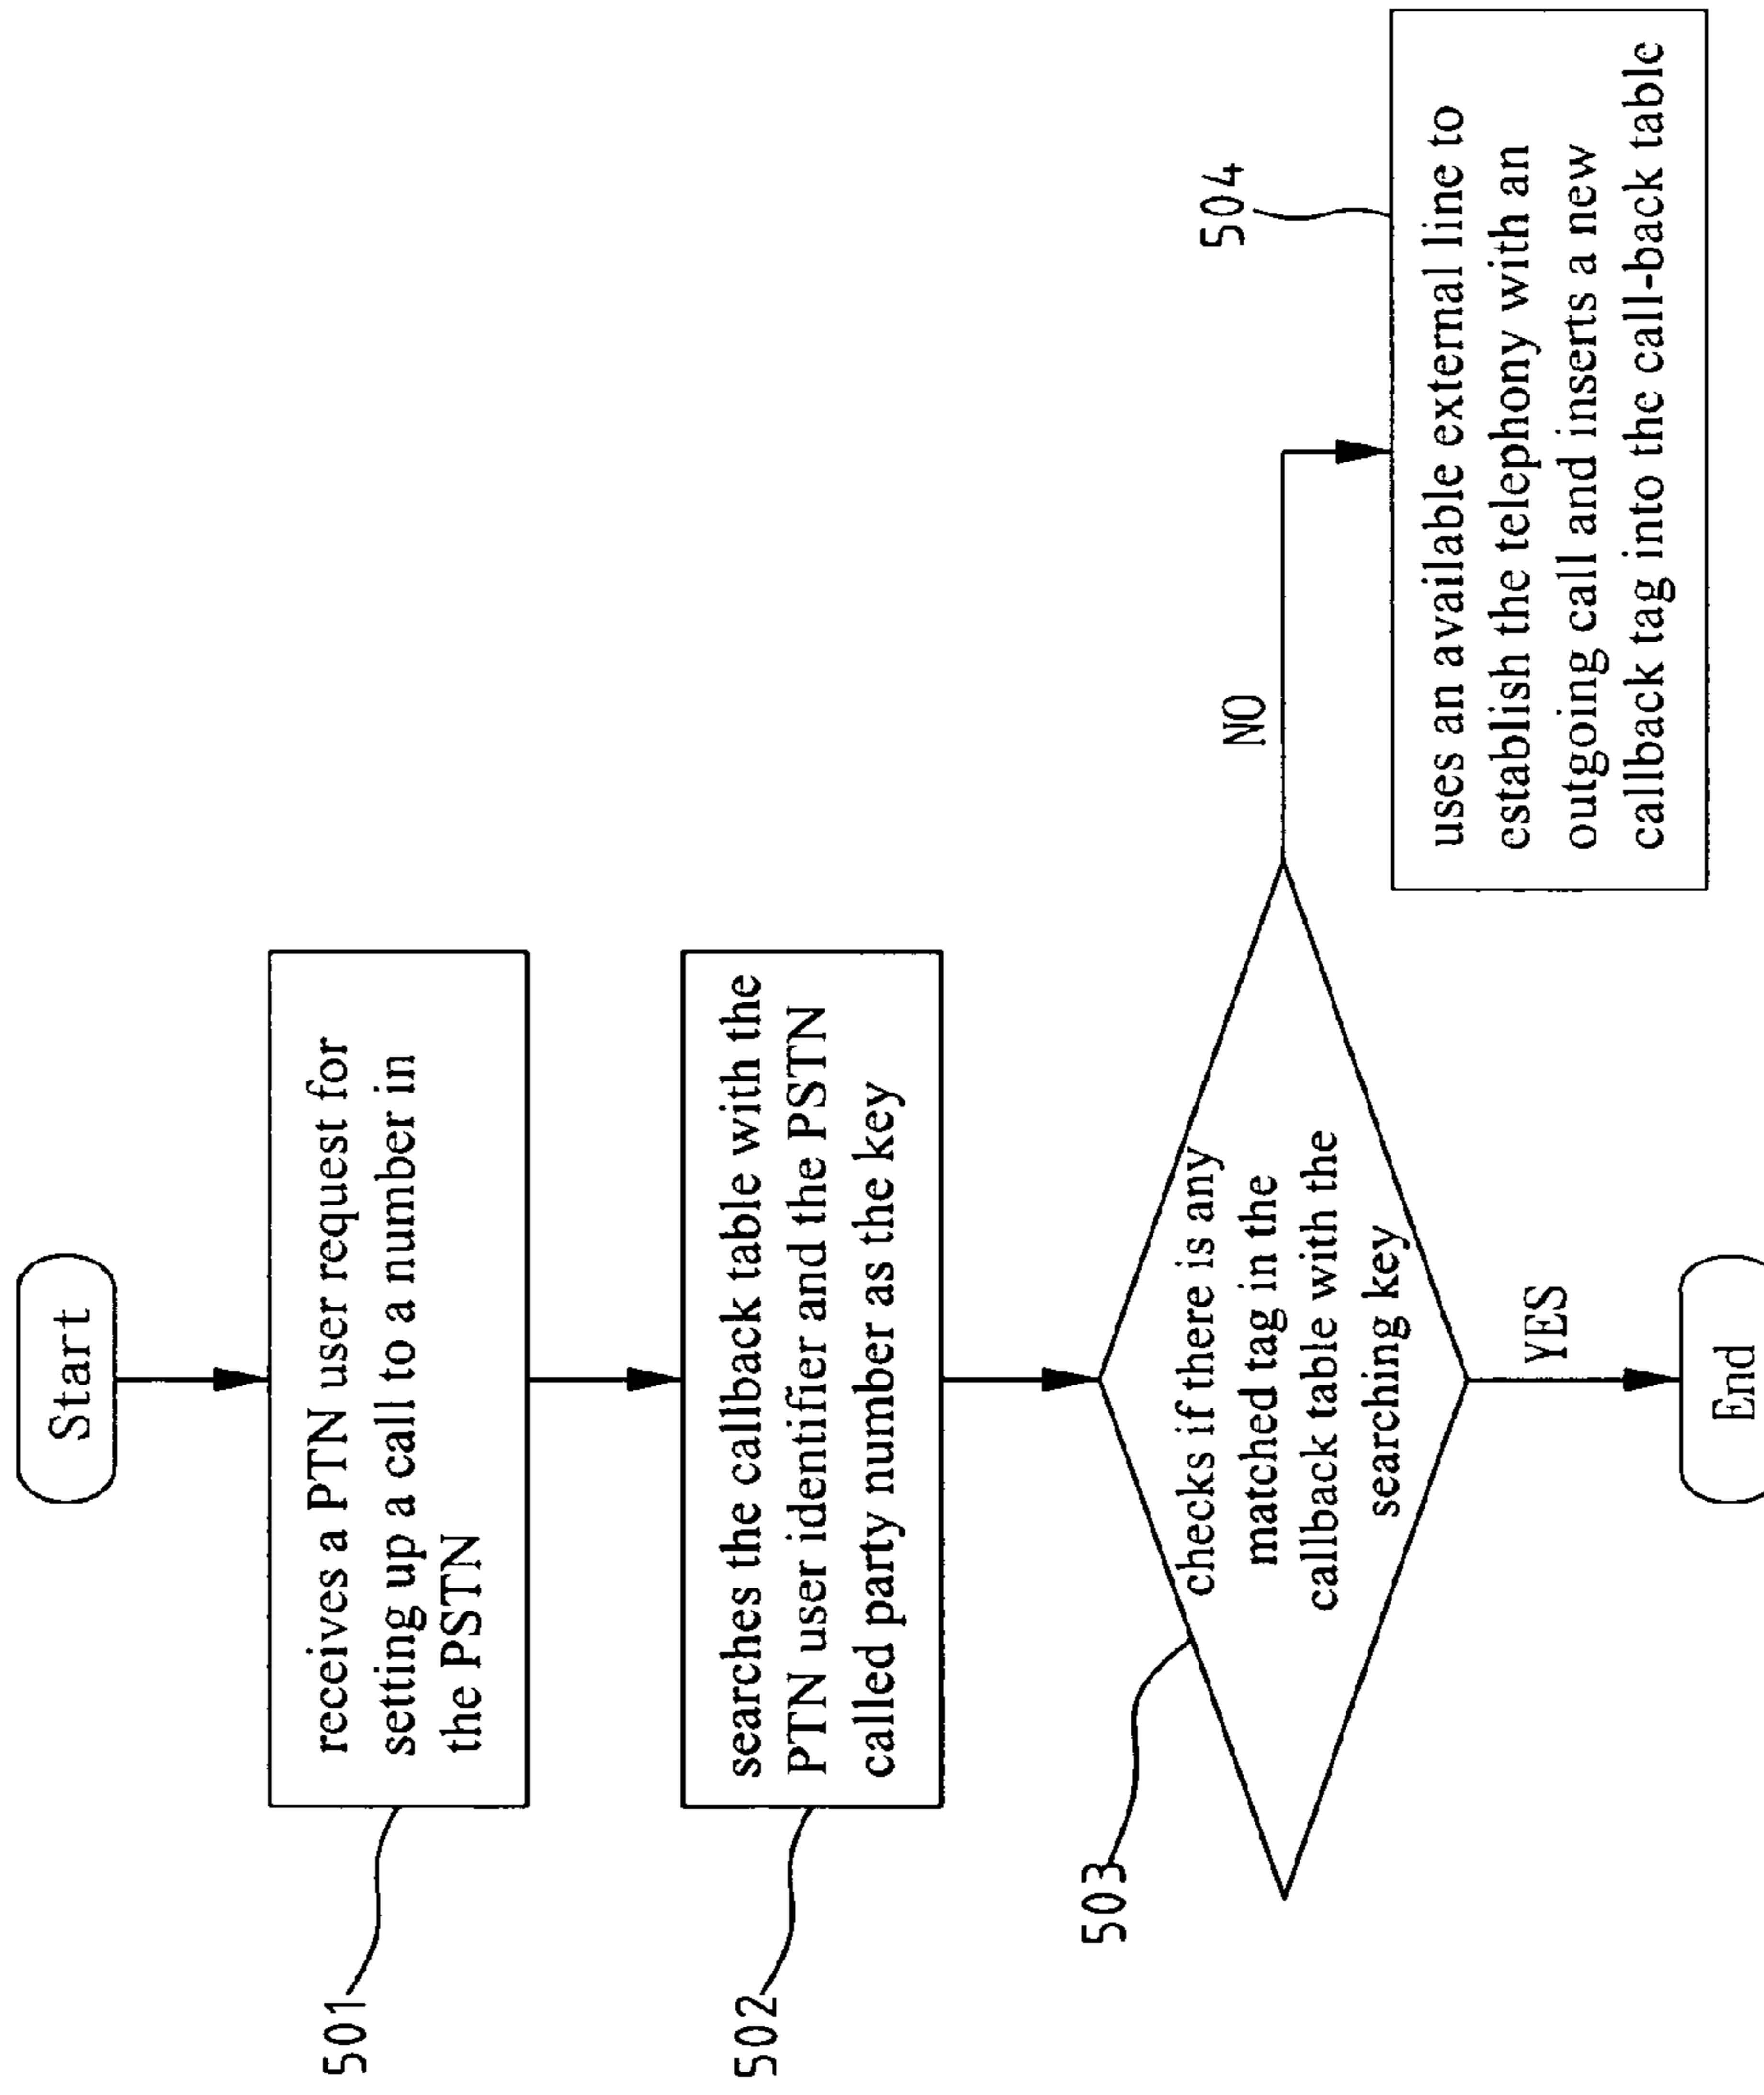 Start
501
receives a PTN user request for
setting up a call to a number in
the PSTN
502
searches the callback table with the
PTN user identifier and the PSTN
called party number as the key
503
checks if there is any
matched tag in the
callback table with the
searching key
NO
504
uses an available external line to
establish the telephony with an
outgoing call and inserts a new
callback tag into the call-back table
YES
End